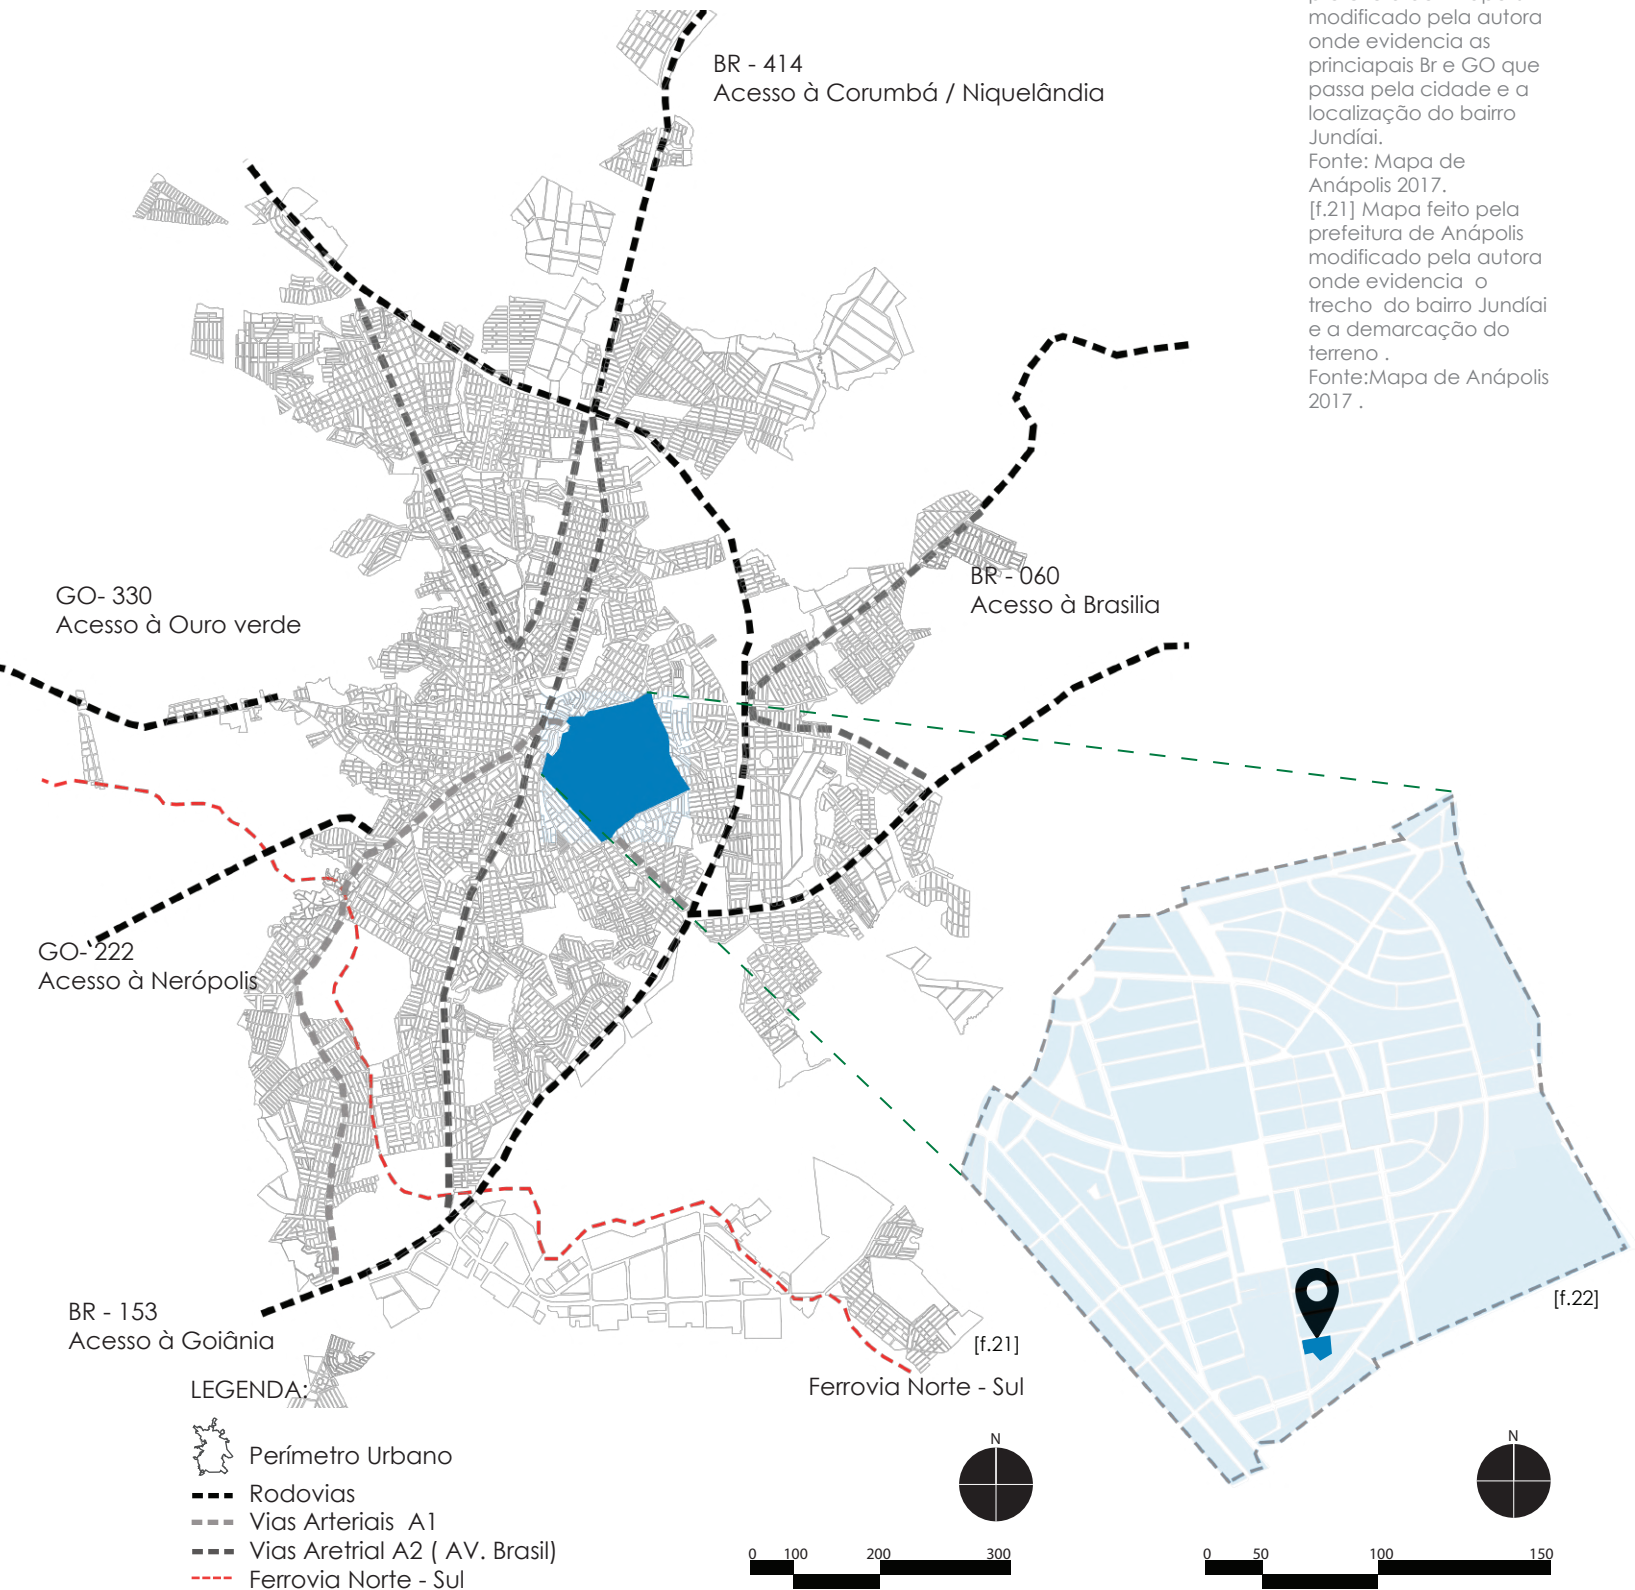 modificado pela autora
onde evidencia as
princiapais Br e GO que
passa pela cidade e a
localização do bairro
Jundíai.
Fonte: Mapa de
Anápolis 2017.
[f.21] Mapa feito pela
prefeitura de Anápolis
modificado pela autora
onde evidencia o
trecho do bairro Jundíai
e a demarcação do
terreno .
Fonte:Mapa de Anápolis
2017 .
BR - 414
Acesso à Corumbá / Niquelândia
BR - 060
Acesso à Brasilia
GO- 330
Acesso à Ouro verde
GO- 222
Acesso à Nerópolis
BR - 153
Acesso à Goiânia
[f.21]
Ferrovia Norte - Sul
[f.22]
LEGENDA:
Perímetro Urbano
Rodovias
Vias Arteriais A1
Vias Aretrial A2 ( AV. Brasil)
Ferrovia Norte - Sul
N
0 100 200 300
N
0 50 100 150